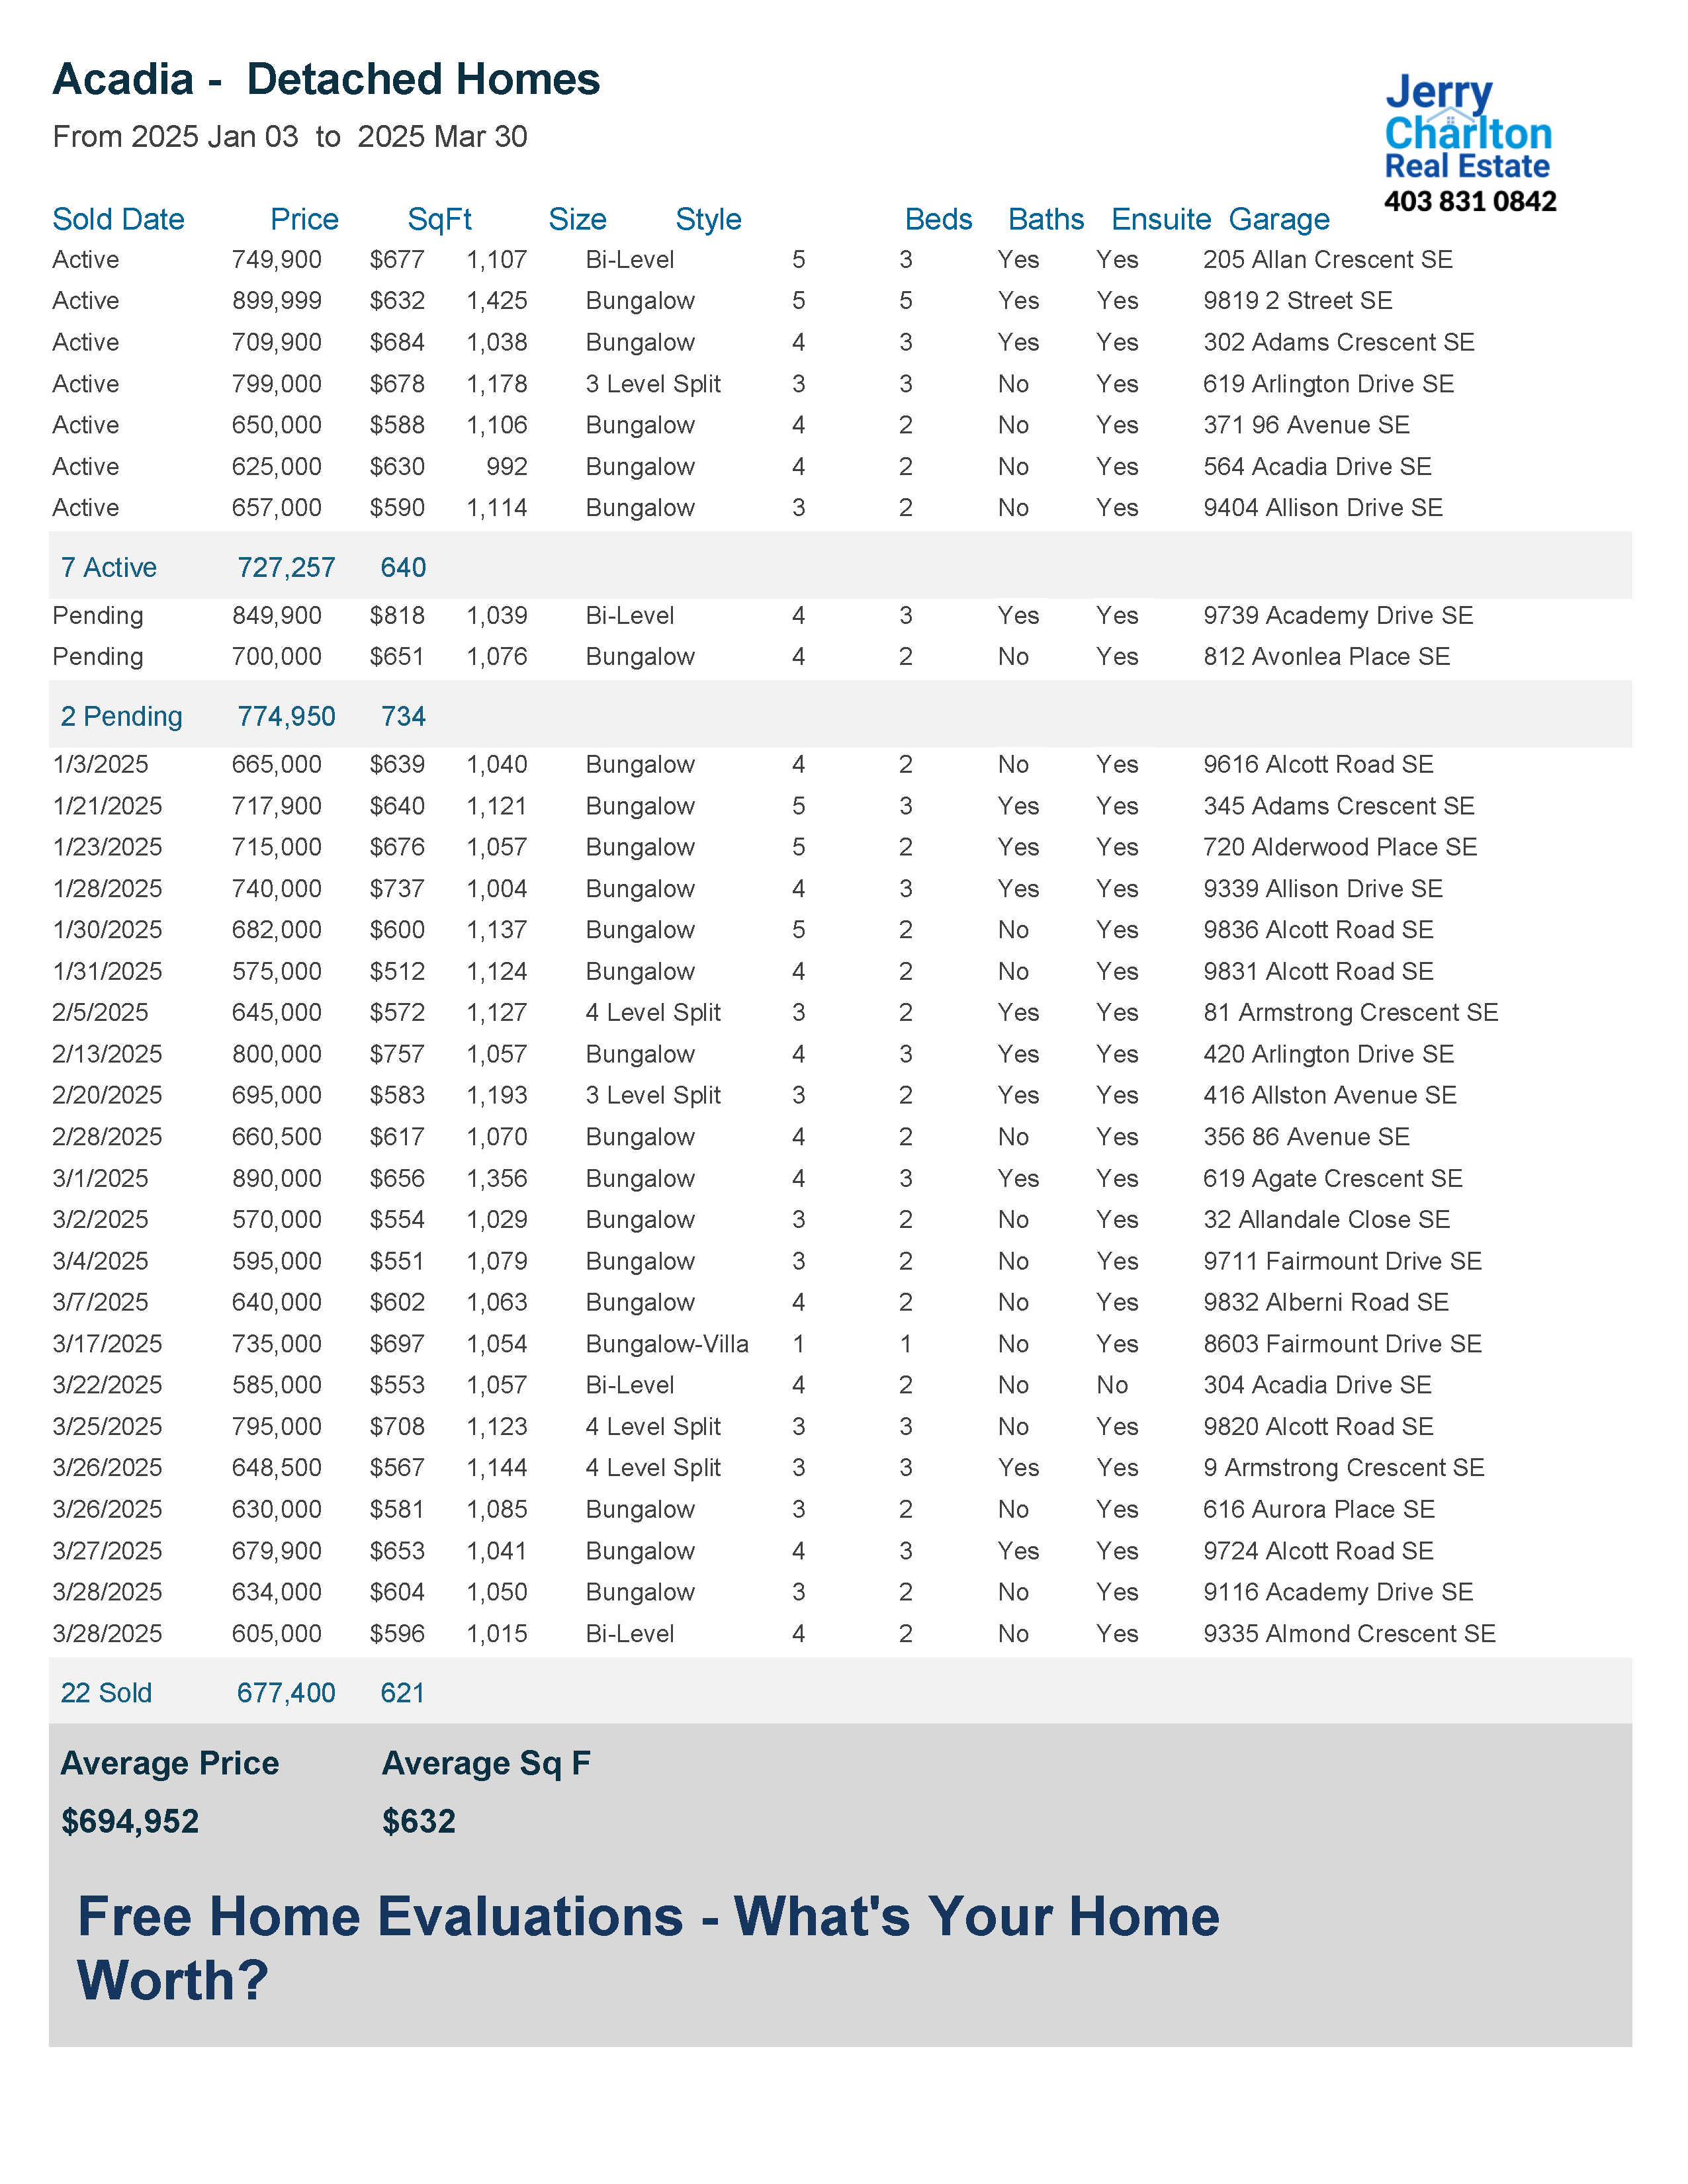 Acadia - Detached Homes
From 2025 Jan 03 to 2025 Mar 30
Jerry
Charlton
Real Estate
403 831 0842
Sold Date Price SqFt Size Style Beds Baths Ensuite Garage
Active 749,900 $677 1,107 Bi-Level 5 3 Yes Yes 205 Allan Crescent SE
Active 899,999 $632 1,425 Bungalow 5 5 Yes Yes 9819 2 Street SE
Active 709,900 $684 1,038 Bungalow 4 3 Yes Yes 302 Adams Crescent SE
Active 799,000 $678 1,178 3 Level Split 3 3 No Yes 619 Arlington Drive SE
Active 650,000 $588 1,106 Bungalow 4 2 No Yes 371 96 Avenue SE
Active 625,000 $630 992 Bungalow 4 2 No Yes 564 Acadia Drive SE
Active 657,000 $590 1,114 Bungalow 3 2 No Yes 9404 Allison Drive SE
7 Active 727,257 640
Pending 849,900 $818 1,039 Bi-Level 4 3 Yes Yes 9739 Academy Drive SE
Pending 700,000 $651 1,076 Bungalow 4 2 No Yes 812 Avonlea Place SE
2 Pending 774,950 734
1/3/2025 665,000 $639 1,040 Bungalow 4 2 No Yes 9616 Alcott Road SE
1/21/2025 717,900 $640 1,121 Bungalow 5 3 Yes Yes 345 Adams Crescent SE
1/23/2025 715,000 $676 1,057 Bungalow 5 2 Yes Yes 720 Alderwood Place SE
1/28/2025 740,000 $737 1,004 Bungalow 4 3 Yes Yes 9339 Allison Drive SE
1/30/2025 682,000 $600 1,137 Bungalow 5 2 No Yes 9836 Alcott Road SE
1/31/2025 575,000 $512 1,124 Bungalow 4 2 No Yes 9831 Alcott Road SE
2/5/2025 645,000 $572 1,127 4 Level Split 3 2 Yes Yes 81 Armstrong Crescent SE
2/13/2025 800,000 $757 1,057 Bungalow 4 3 Yes Yes 420 Arlington Drive SE
2/20/2025 695,000 $583 1,193 3 Level Split 3 2 Yes Yes 416 Allston Avenue SE
2/28/2025 660,500 $617 1,070 Bungalow 4 2 No Yes 356 86 Avenue SE
3/1/2025 890,000 $656 1,356 Bungalow 4 3 Yes Yes 619 Agate Crescent SE
3/2/2025 570,000 $554 1,029 Bungalow 3 2 No Yes 32 Allandale Close SE
3/4/2025 595,000 $551 1,079 Bungalow 3 2 No Yes 9711 Fairmount Drive SE
3/7/2025 640,000 $602 1,063 Bungalow 4 2 No Yes 9832 Alberni Road SE
3/17/2025 735,000 $697 1,054 Bungalow-Villa 1 1 No Yes 8603 Fairmount Drive SE
3/22/2025 585,000 $553 1,057 Bi-Level 4 2 No No 304 Acadia Drive SE
3/25/2025 795,000 $708 1,123 4 Level Split 3 3 No Yes 9820 Alcott Road SE
3/26/2025 648,500 $567 1,144 4 Level Split 3 3 Yes Yes 9 Armstrong Crescent SE
3/26/2025 630,000 $581 1,085 Bungalow 3 2 No Yes 616 Aurora Place SE
3/27/2025 679,900 $653 1,041 Bungalow 4 3 Yes Yes 9724 Alcott Road SE
3/28/2025 634,000 $604 1,050 Bungalow 3 2 No Yes 9116 Academy Drive SE
3/28/2025 605,000 $596 1,015 Bi-Level 4 2 No Yes 9335 Almond Crescent SE
22 Sold 677,400 621
Average Price Average Sq F
$694,952 $632
Free Home Evaluations - What's Your Home
Worth?